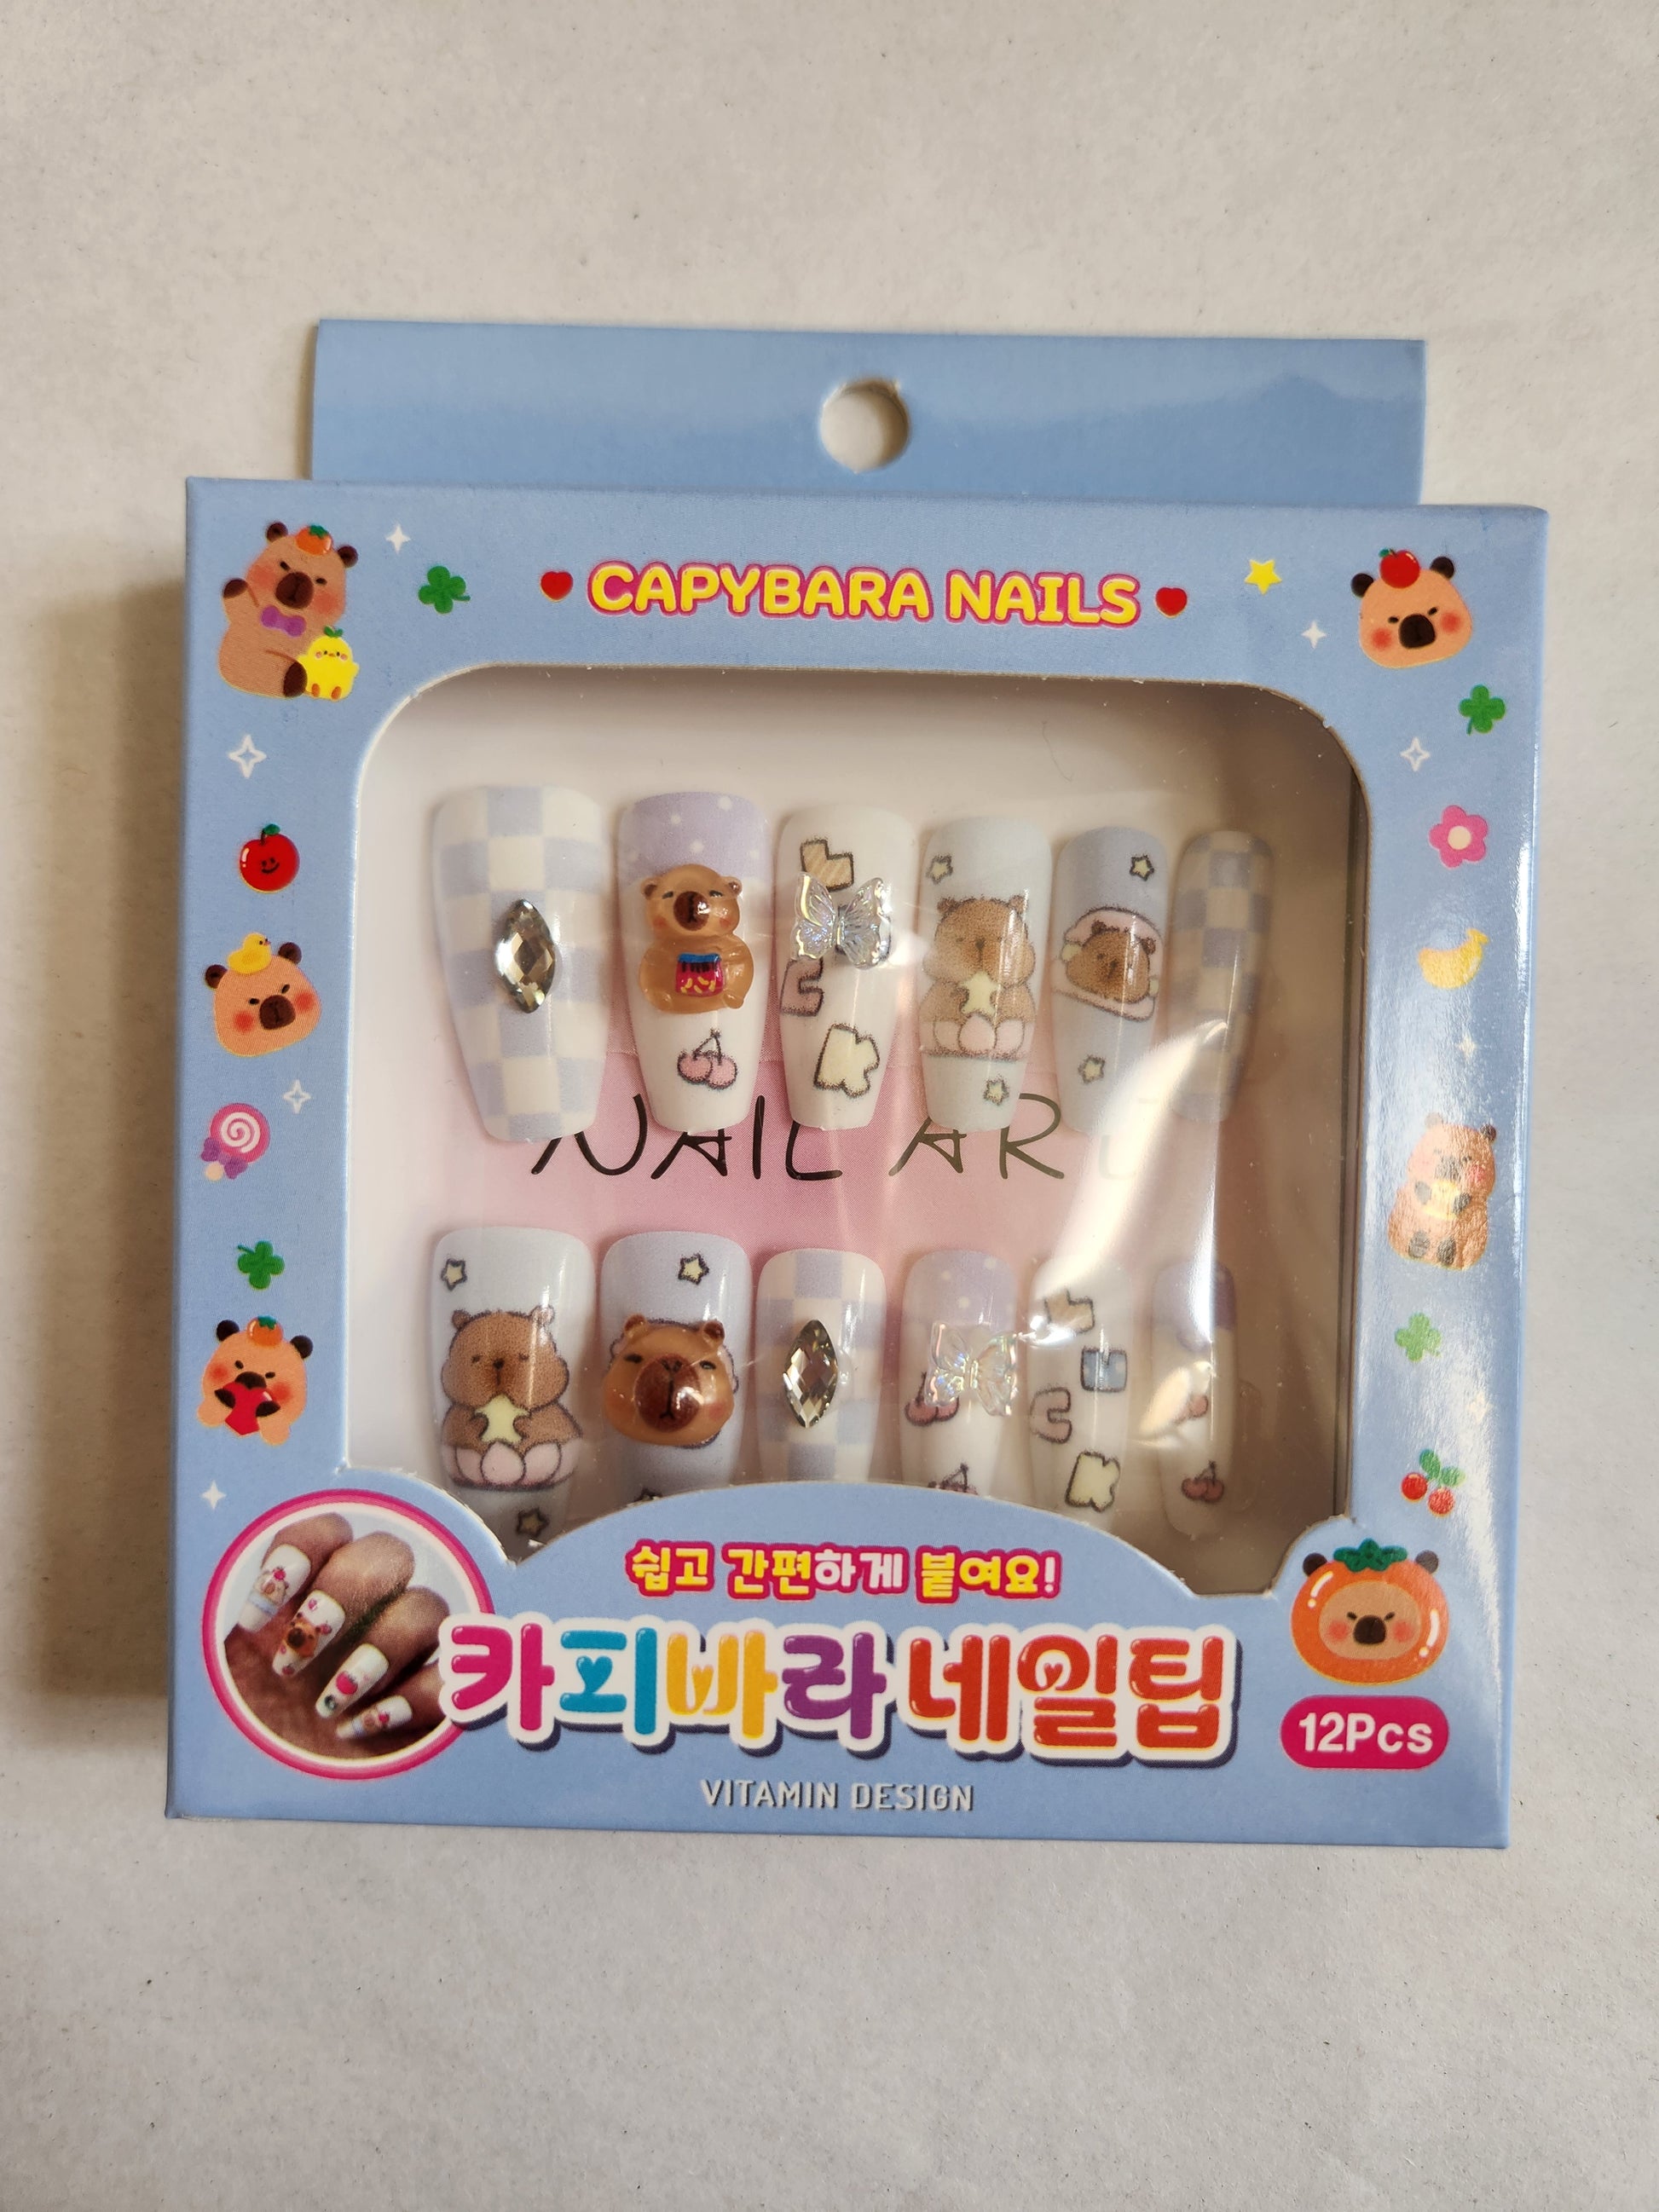 CAPYBARA NAILS
NAIL ART
쉽고 간편하게 붙여요!
카피바라 네일팁
12Pcs
VITAMIN DESIGN